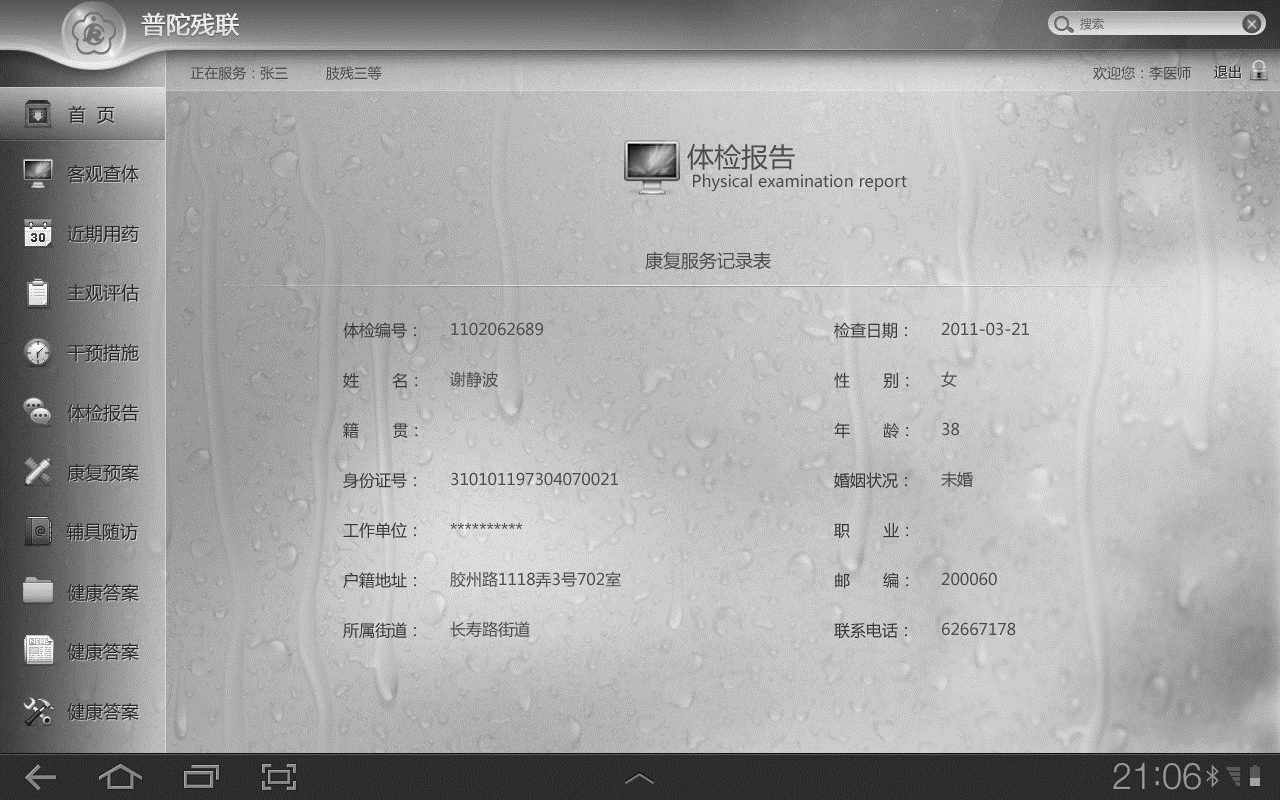 普陀残联
搜索
正在服务：张三 肢残三等
欢迎您：李医师 退出
首 页
客观查体
30
近期用药
主观评估
干预措施
体检报告
康复预案
辅具随访
健康答案
NEWS
健康答案
健康答案
体检报告
Physical examination report
康复服务记录表
体检编号： 1102062689 检查日期： 2011-03-21
姓 名： 谢静波 性 别： 女
籍 贯： 年 龄： 38
身份证号： 310101197304070021 婚姻状况： 未婚
工作单位： ********** 职 业：
户籍地址： 胶州路1118弄3号702室 邮 编： 200060
所属街道： 长寿路街道 联系电话： 62667178
21:06